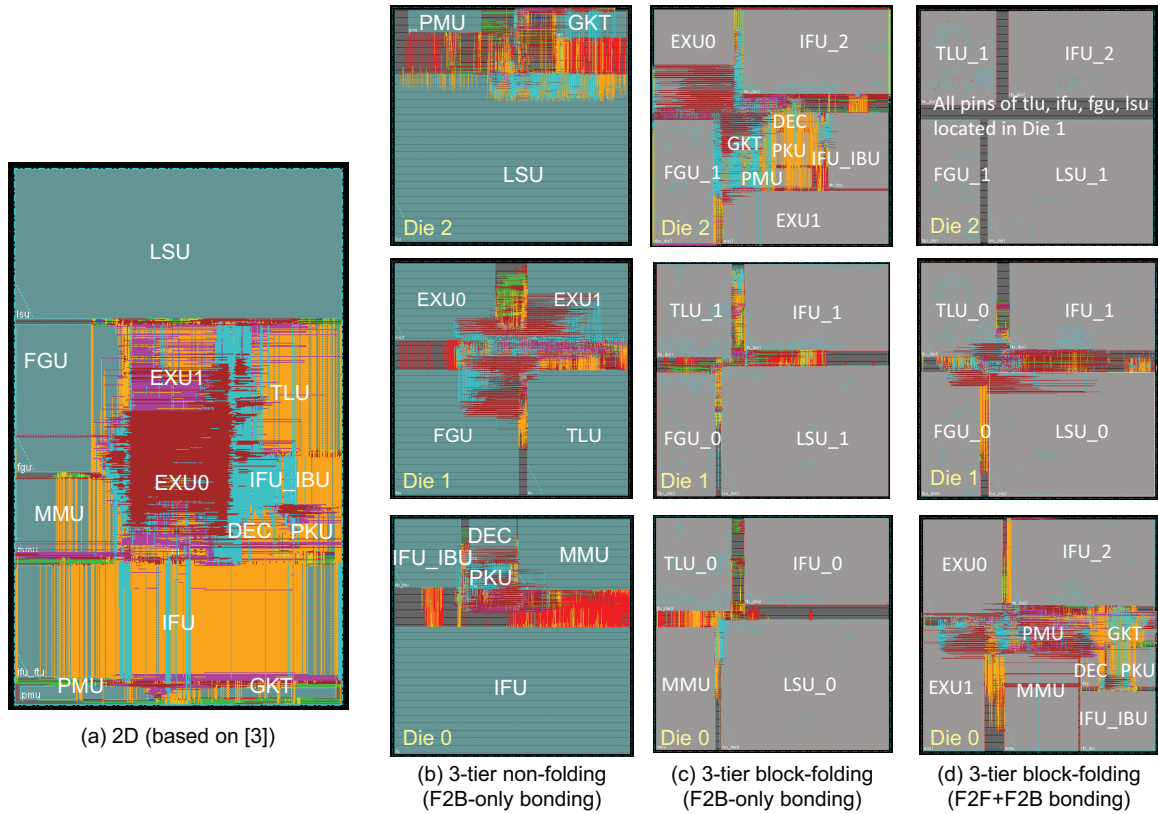 LSU
lsu
FGU
EXU1
TLU
fgu
EXU0
IFU_IBU
MMU
DEC
PKU
mmu
IFU
ifu_ftu
PMU
GKT
pmu
(a) 2D (based on [3])
PMU
GKT
LSU
Die 2
EXU0
EXU1
FGU
TLU
Die 1
DEC
IFU_IBU
MMU
PKU
IFU
Die 0
(b) 3-tier non-folding
(F2B-only bonding)
EXU0
IFU_2
DEC
GKT
PKU
IFU_IBU
FGU_1
PMU
EXU1
Die 2
TLU_1
IFU_1
FGU_0
LSU_1
Die 1
TLU_0
IFU_0
MMU
LSU_0
Die 0
(c) 3-tier block-folding
(F2B-only bonding)
TLU_1
IFU_2
All pins of tlu, ifu, fgu, lsu
located in Die 1
FGU_1
LSU_1
Die 2
TLU_0
IFU_1
FGU_0
LSU_0
Die 1
EXU0
IFU_2
PMU
GKT
DEC
PKU
EXU1
MMU
IFU_IBU
Die 0
(d) 3-tier block-folding
(F2F+F2B bonding)